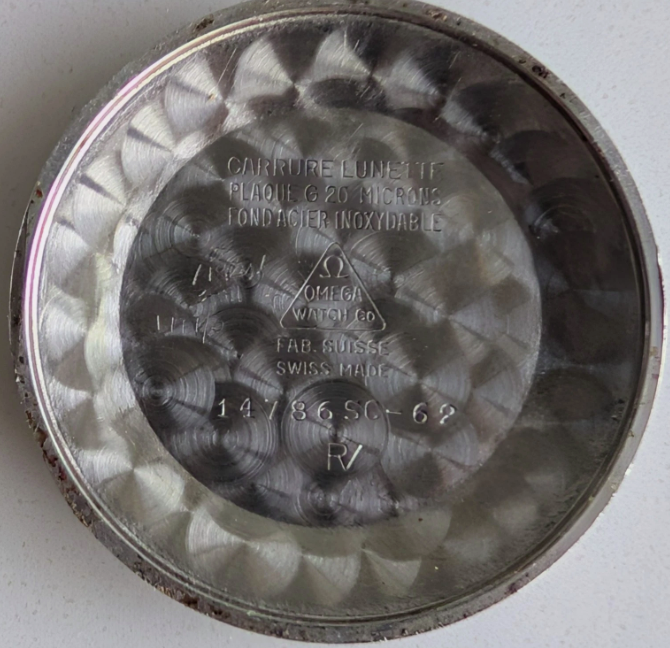 CARRURE LUNETTE
PLAQUE G 20 MICRONS
FOND ACIER INOXYDABLE
Ω
OMEGA
WATCH Co
FAB. SUISSE
SWISS MADE
14786 SC-62